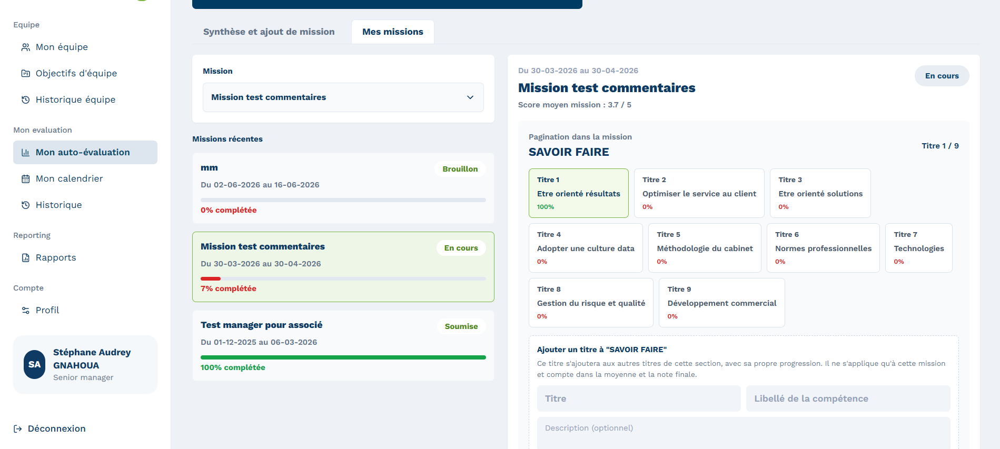 Equipe
Mon équipe
Objectifs d'équipe
Historique équipe
Mon evaluation
Mon auto-évaluation
Mon calendrier
Historique
Reporting
Rapports
Compte
Profil
SA
Stéphane Audrey
GNAHOUA
Senior manager
Déconnexion
Synthèse et ajout de mission
Mes missions
Mission
Mission test commentaires
Missions récentes
mm
Brouillon
Du 02-06-2026 au 16-06-2026
0% complétée
Mission test commentaires
En cours
Du 30-03-2026 au 30-04-2026
7% complétée
Test manager pour associé
Soumise
Du 01-12-2025 au 06-03-2026
100% complétée
Du 30-03-2026 au 30-04-2026
En cours
Mission test commentaires
Score moyen mission : 3.7 / 5
Pagination dans la mission
SAVOIR FAIRE
Titre 1 / 9
Titre 1
Etre orienté résultats
100%
Titre 2
Optimiser le service au client
0%
Titre 3
Etre orienté solutions
0%
Titre 4
Adopter une culture data
0%
Titre 5
Méthodologie du cabinet
0%
Titre 6
Normes professionnelles
0%
Titre 7
Technologies
0%
Titre 8
Gestion du risque et qualité
0%
Titre 9
Développement commercial
0%
Ajouter un titre à "SAVOIR FAIRE"
Ce titre s'ajoutera aux autres titres de cette section, avec sa propre progression. Il ne s'applique qu'à cette mission
et compte dans la moyenne et la note finale.
Titre
Libellé de la compétence
Description (optionnel)